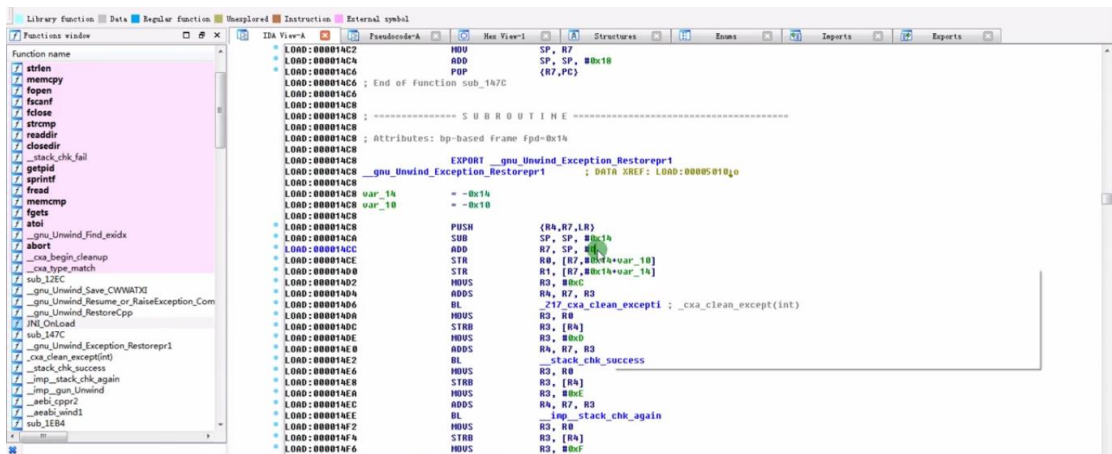 Library function Data Regular function Unexplored Instruction External symbol
Functions window
IDA View-A Pseudocode-A Hex View-1 Structures Enums Imports Exports
Function name
strlen
memcpy
fopen
fscanf
fclose
strcmp
readdir
closedir
__stack_chk_fail
getpid
sprintf
fread
memcmp
fgets
atoi
__gnu_Unwind_Find_exidx
abort
__cxa_begin_cleanup
__cxa_type_match
sub_12EC
__gnu_Unwind_Save_CWWATXI
__gnu_Unwind_Resume_or_RaiseException_Com
__gnu_Unwind_RestoreCpp
JNI_OnLoad
sub_147C
__gnu_Unwind_Exception_Restorepr1
_cxa_clean_except(int)
__stack_chk_success
__imp__stack_chk_again
__imp__gun_Unwind
__aebi_cppr2
__aeabi_wind1
sub_1EB4
LOAD:000014C2 MOV SP, R7
LOAD:000014C4 ADD SP, SP, #0x18
LOAD:000014C6 POP {R7,PC}
LOAD:000014C6 ; End of function sub_147C
LOAD:000014C6
LOAD:000014C8
LOAD:000014C8 ; =============== S U B R O U T I N E =======================================
LOAD:000014C8
LOAD:000014C8 ; Attributes: bp-based frame fpd=0x14
LOAD:000014C8
LOAD:000014C8 EXPORT __gnu_Unwind_Exception_Restorepr1
LOAD:000014C8 __gnu_Unwind_Exception_Restorepr1 ; DATA XREF: LOAD:00005010↓o
LOAD:000014C8
LOAD:000014C8 var_14 = -0x14
LOAD:000014C8 var_10 = -0x10
LOAD:000014C8
LOAD:000014C8 PUSH {R4,R7,LR}
LOAD:000014CA SUB SP, SP, #0x14
LOAD:000014CC ADD R7, SP,
LOAD:000014CE STR R0, [R7,#0x14+var_10]
LOAD:000014D0 STR R1, [R7,#0x14+var_14]
LOAD:000014D2 MOVS R3, #0xC
LOAD:000014D4 ADDS R4, R7, R3
LOAD:000014D6 BL _217_cxa_clean_excepti ; _cxa_clean_except(int)
LOAD:000014DA MOVS R3, R0
LOAD:000014DC STRB R3, [R4]
LOAD:000014DE MOVS R3, #0xD
LOAD:000014E0 ADDS R4, R7, R3
LOAD:000014E2 BL __stack_chk_success
LOAD:000014E6 MOVS R3, R0
LOAD:000014E8 STRB R3, [R4]
LOAD:000014EA MOVS R3, #0xE
LOAD:000014EC ADDS R4, R7, R3
LOAD:000014EE BL __imp__stack_chk_again
LOAD:000014F2 MOVS R3, R0
LOAD:000014F4 STRB R3, [R4]
LOAD:000014F6 MOVS R3, #0xF